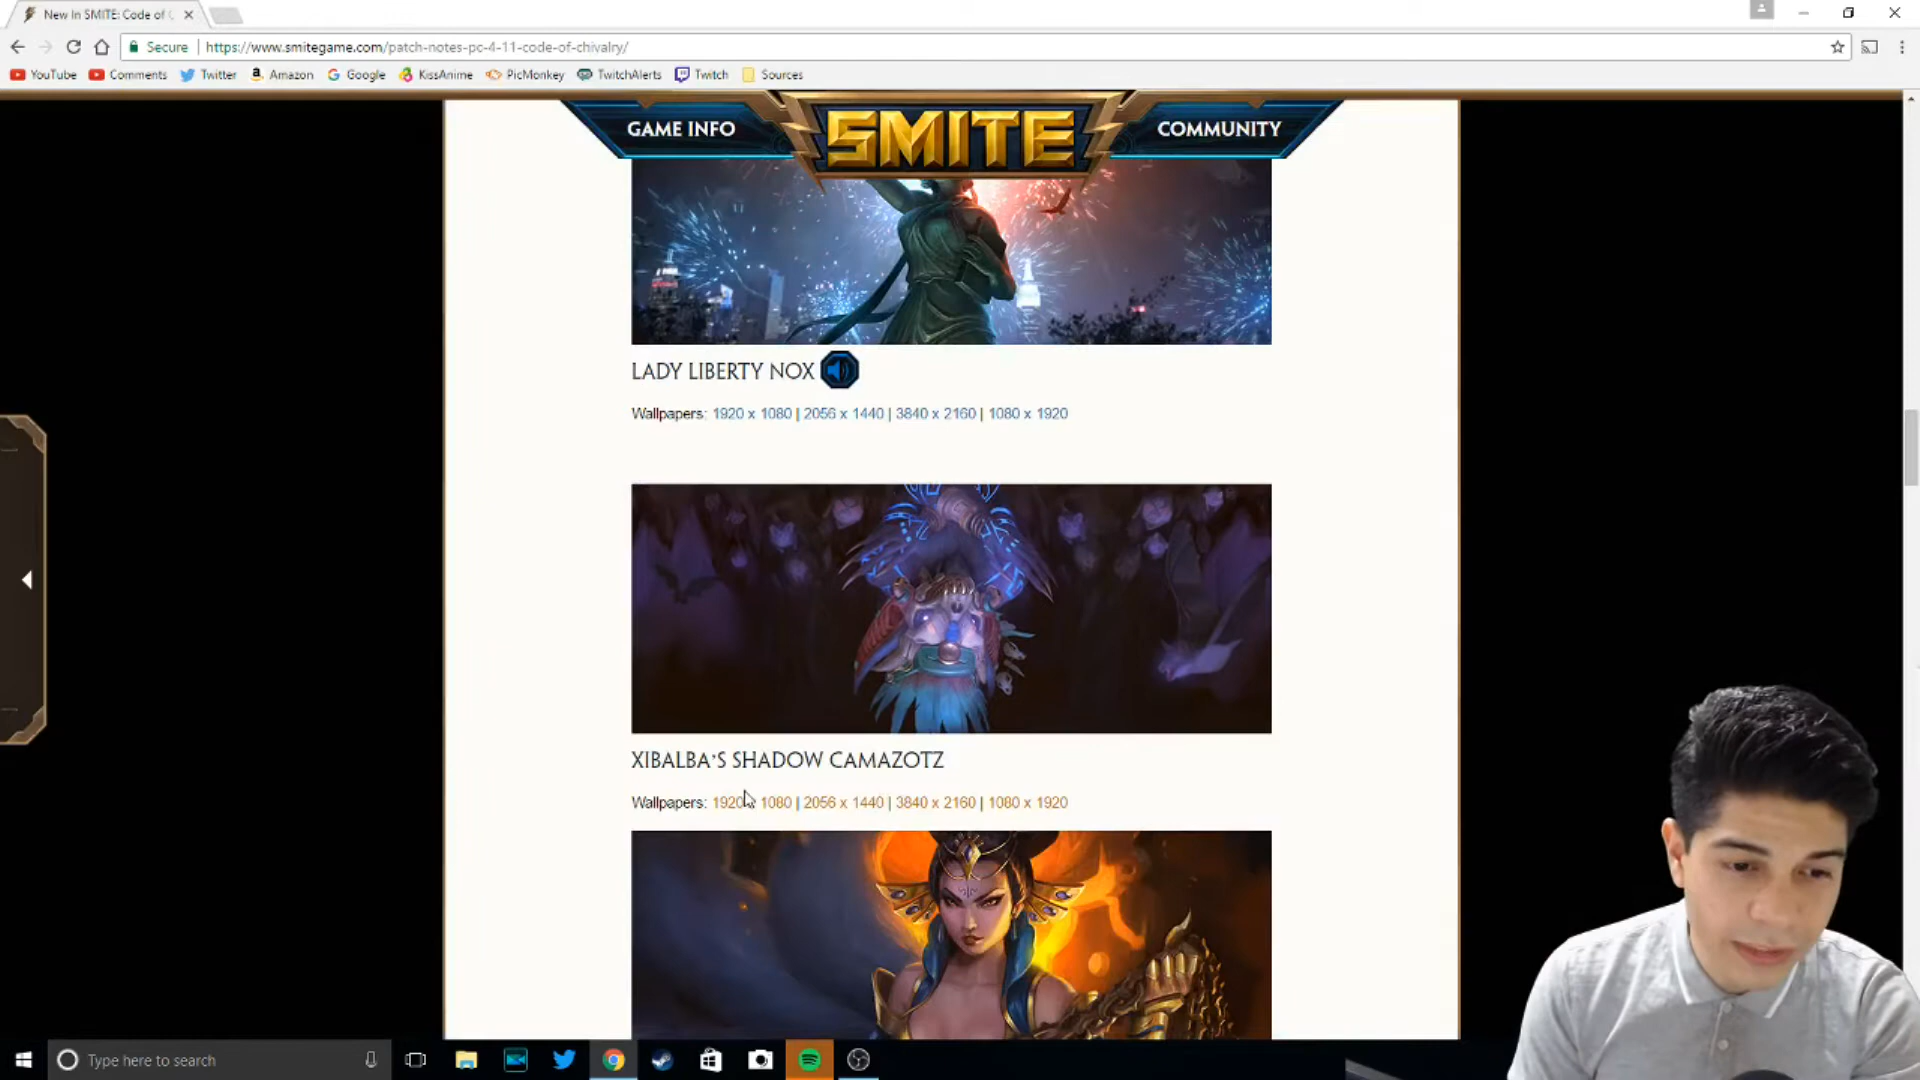 New In SMITE: Code of C
Secure
https://www.smitegame.com/patch-notes-pc-4-11-code-of-chivalry/
YouTube Comments Twitter Amazon Google KissAnime PicMonkey TwitchAlerts Twitch Sources
GAME INFO
SMITE
COMMUNITY
LADY LIBERTY NOX
Wallpapers: 1920 x 1080 | 2056 x 1440 | 3840 x 2160 | 1080 x 1920
XIBALBA'S SHADOW CAMAZOTZ
Wallpapers: 1920 1080 | 2056 x 1440 | 3840 x 2160 | 1080 x 1920
Type here to search